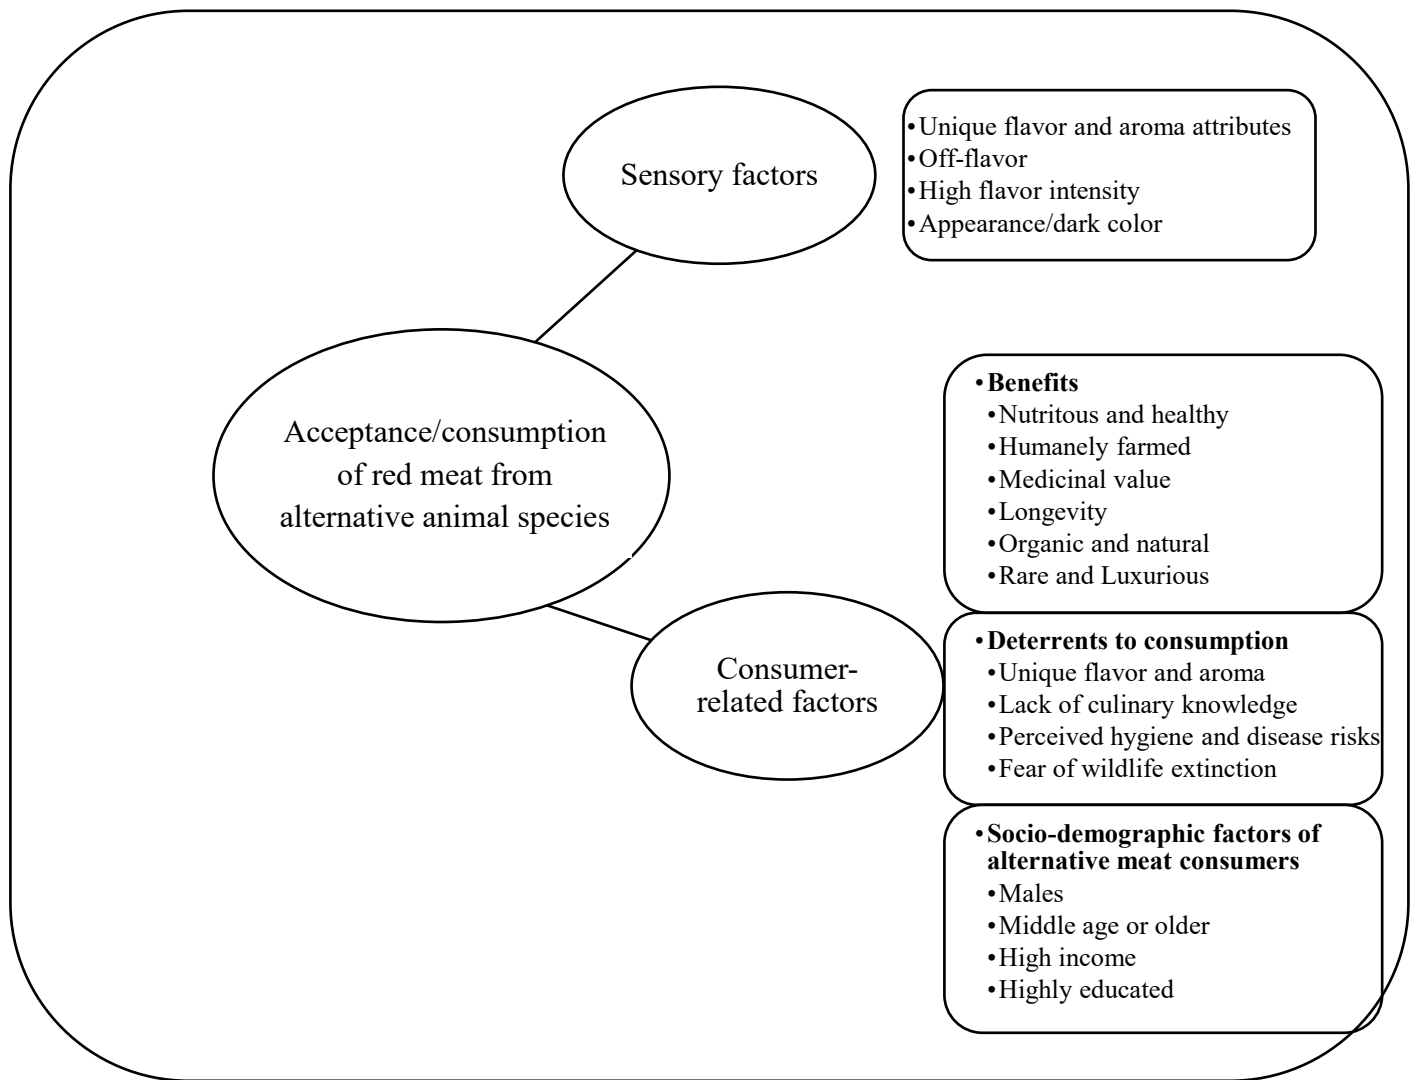 Sensory factors
•Unique flavor and aroma attributes
•Off-flavor
•High flavor intensity
•Appearance/dark color
Acceptance/consumption
of red meat from
alternative animal species
Consumer-
related factors
•Benefits
•Nutritous and healthy
•Humanely farmed
•Medicinal value
•Longevity
•Organic and natural
•Rare and Luxurious
•Deterrents to consumption
•Unique flavor and aroma
•Lack of culinary knowledge
•Perceived hygiene and disease risks
•Fear of wildlife extinction
•Socio-demographic factors of
alternative meat consumers
•Males
•Middle age or older
•High income
•Highly educated